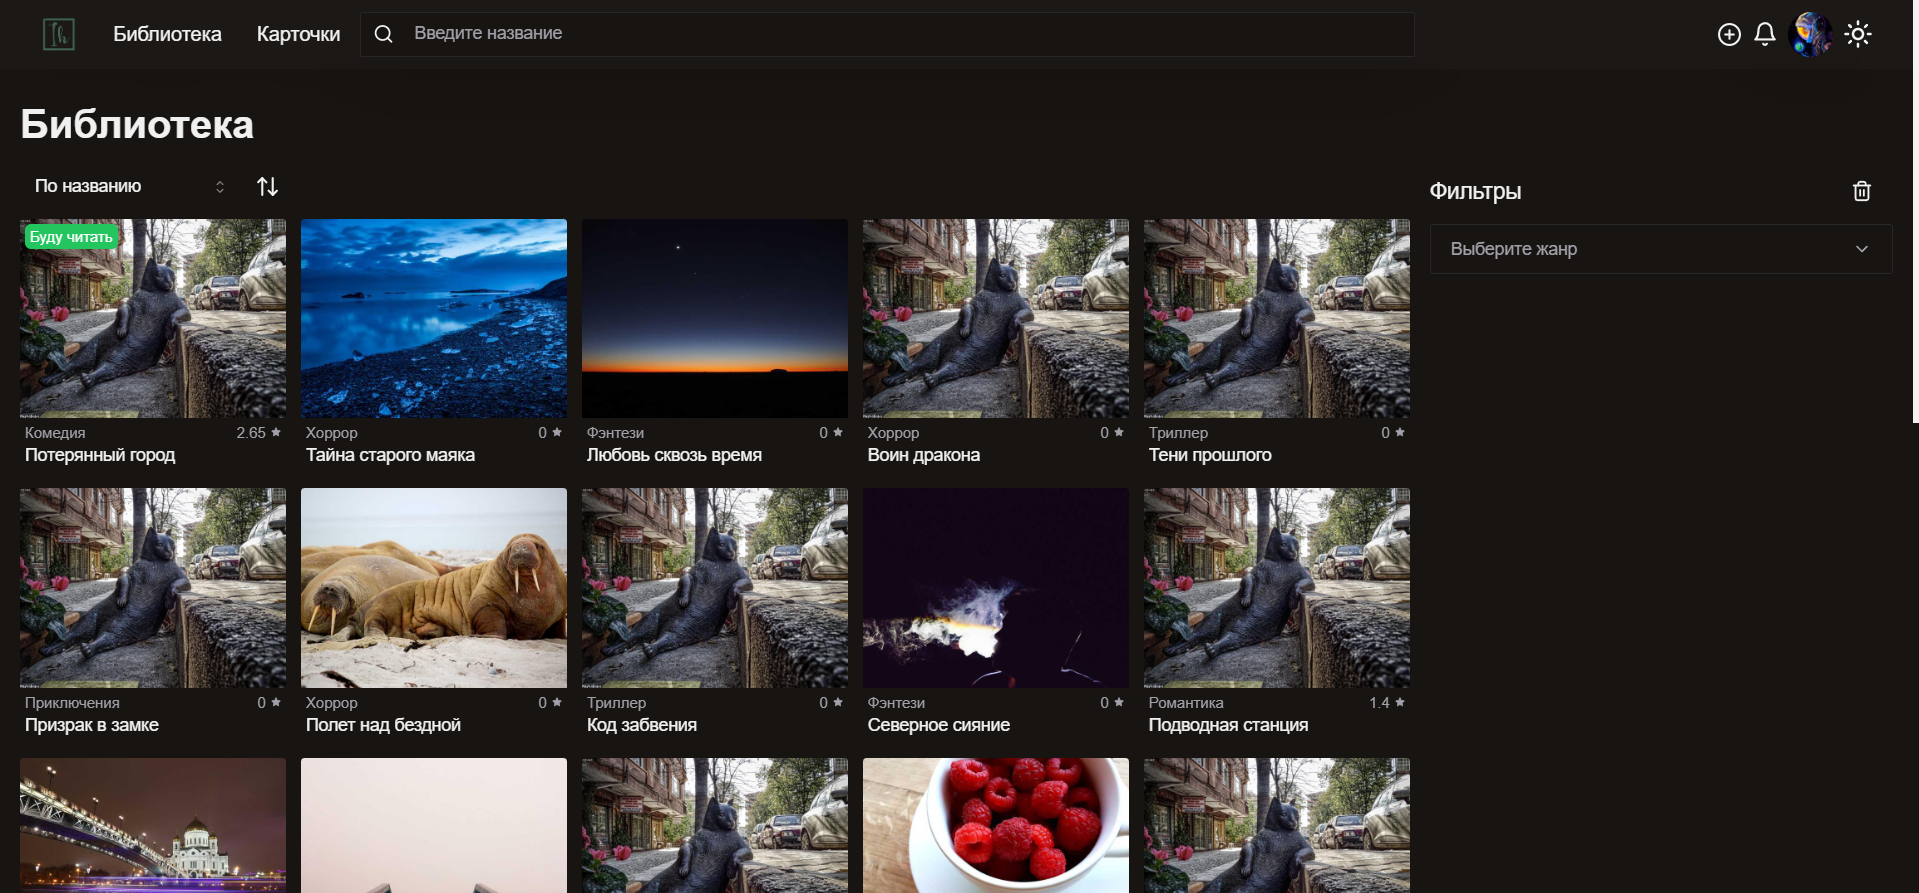 Библиотека
Карточки
Введите название
Библиотека
По названию
Фильтры
Выберите жанр
Буду читать
Комедия 2.65
Потерянный город
Хоррор 0
Тайна старого маяка
Фэнтези 0
Любовь сквозь время
Хоррор 0
Воин дракона
Триллер 0
Тени прошлого
Приключения 0
Призрак в замке
Хоррор 0
Полет над бездной
Триллер 0
Код забвения
Фэнтези 0
Северное сияние
Романтика 1.4
Подводная станция